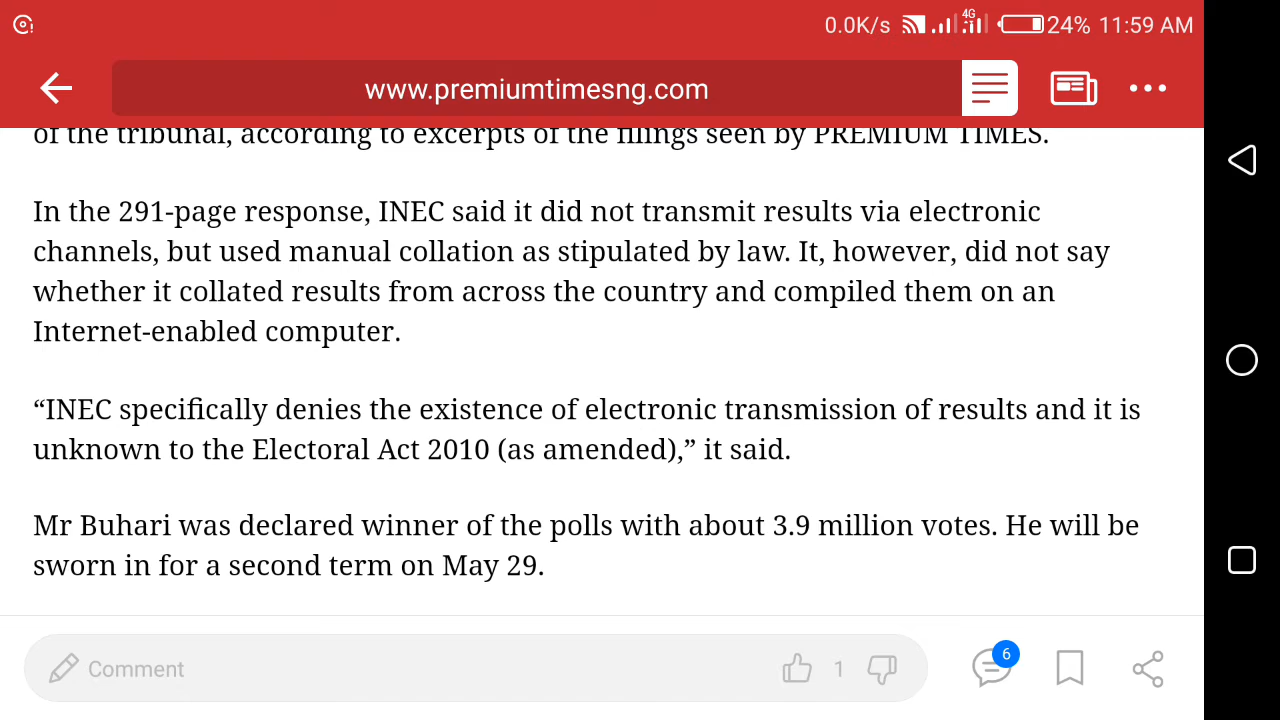 0.0K/s 4G 24% 11:59 AM
www.premiumtimesng.com
of the tribunal, according to excerpts of the filings seen by PREMIUM TIMES.
In the 291-page response, INEC said it did not transmit results via electronic
channels, but used manual collation as stipulated by law. It, however, did not say
whether it collated results from across the country and compiled them on an
Internet-enabled computer.
“INEC specifically denies the existence of electronic transmission of results and it is
unknown to the Electoral Act 2010 (as amended),” it said.
Mr Buhari was declared winner of the polls with about 3.9 million votes. He will be
sworn in for a second term on May 29.
Comment 1 6